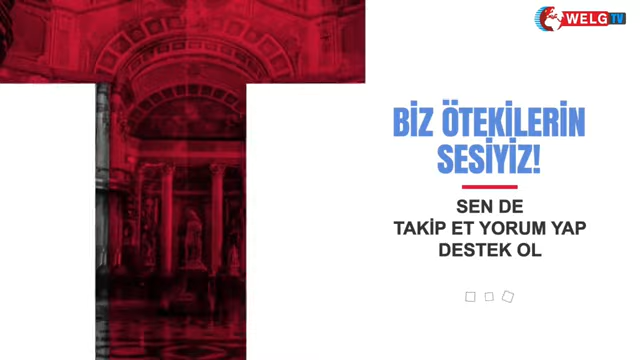 WELG TV
BİZ ÖTEKİLERİN
SESİYİZ!
SEN DE
TAKİP ET YORUM YAP
DESTEK OL